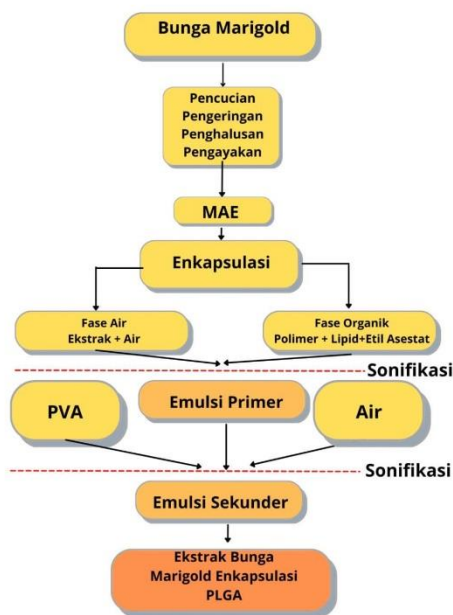 Bunga Marigold
Pencucian
Pengeringan
Penghalusan
Pengayakan
MAE
Enkapsulasi
Fase Air
Ekstrak + Air
Fase Organik
Polimer + Lipid+Etil Asestat
Sonifikasi
PVA
Emulsi Primer
Air
Sonifikasi
Emulsi Sekunder
Ekstrak Bunga
Marigold Enkapsulasi
PLGA